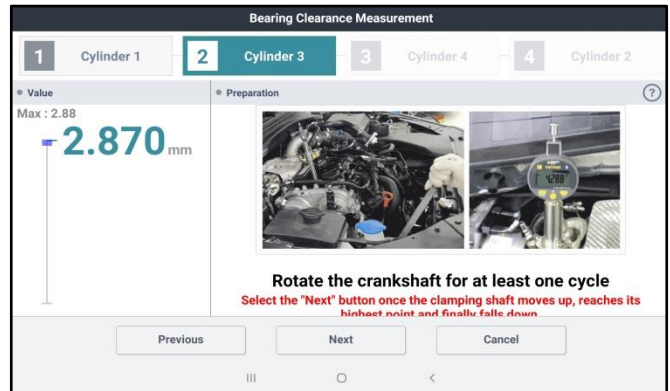 Bearing Clearance Measurement
1 Cylinder 1
2 Cylinder 3
3 Cylinder 4
4 Cylinder 2
Value
Preparation
?
Max : 2.88
2.870 mm
Rotate the crankshaft for at least one cycle
Select the "Next" button once the clamping shaft moves up, reaches its
highest point and finally falls down
Previous
Next
Cancel